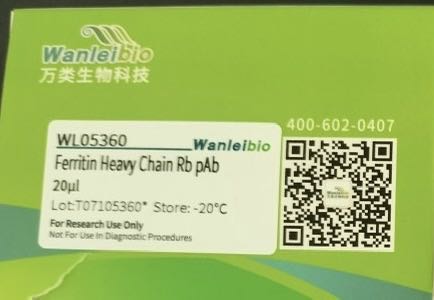 Wanleibio
万类生物科技
400-602-0407
WL05360 Wanleibio
Ferritin Heavy Chain Rb pAb
20μl
Lot:T07105360* Store: -20°C
For Research Use Only
Not For Use In Diagnostic Procedures
Wanleibio